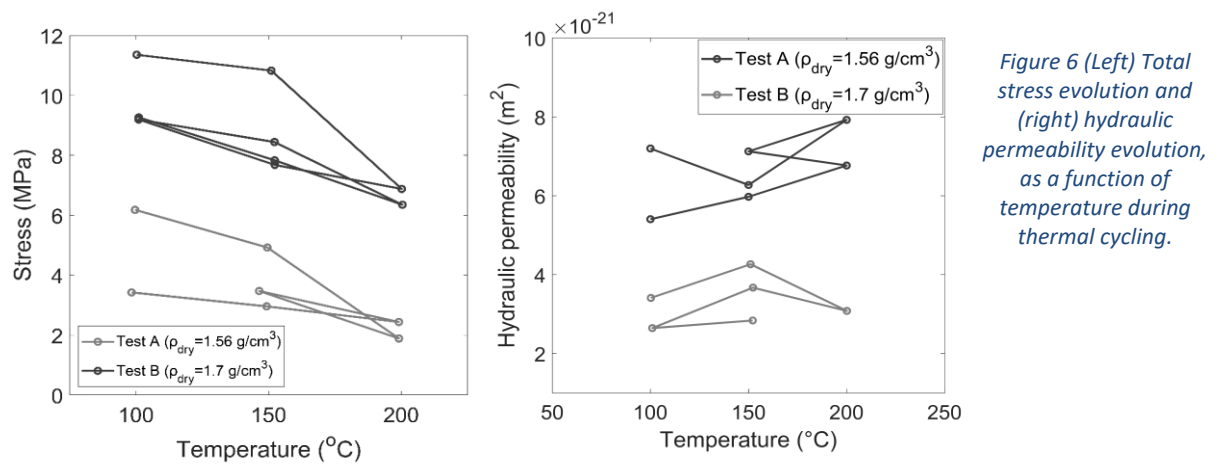 Stress (MPa)
12
10
8
6
4
2
0
Test A (ρdry=1.56 g/cm³)
Test B (ρdry=1.7 g/cm³)
100
150
200
Temperature (°C)
×10⁻²¹
Hydraulic permeability (m²)
10
8
6
4
2
Test A (ρdry=1.56 g/cm³)
Test B (ρdry=1.7 g/cm³)
50
100
150
200
250
Temperature (°C)
Figure 6 (Left) Total
stress evolution and
(right) hydraulic
permeability evolution,
as a function of
temperature during
thermal cycling.